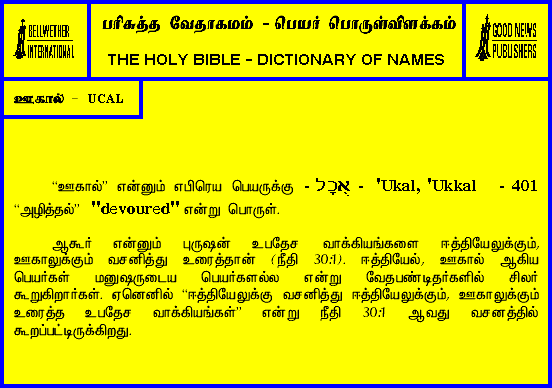 BELLWETHER
INTERNATIONAL
பரிசுத்த வேதாகமம் - பெயர் பொருள்விளக்கம்
THE HOLY BIBLE - DICTIONARY OF NAMES
GOOD NEWS
PUBLISHERS
ஊகால் - UCAL
“ஊகால்” என்னும் எபிரெய பெயருக்கு - אֻכָל - 'Ukal, 'Ukkal - 401
“அழித்தல்” "devoured" என்று பொருள்.
ஆகூர் என்னும் புருஷன் உபதேச வாக்கியங்களை ஈத்தியேலுக்கும்,
ஊகாலுக்கும் வசனித்து உரைத்தான் (நீதி 30:1). ஈத்தியேல், ஊகால் ஆகிய
பெயர்கள் மனுஷருடைய பெயர்களல்ல என்று வேதபண்டிதர்களில் சிலர்
கூறுகிறார்கள். ஏனெனில் “ஈத்தியேலுக்கு வசனித்து ஈத்தியேலுக்கும், ஊகாலுக்கும்
உரைத்த உபதேச வாக்கியங்கள்” என்று நீதி 30:1 ஆவது வசனத்தில்
கூறப்பட்டிருக்கிறது.